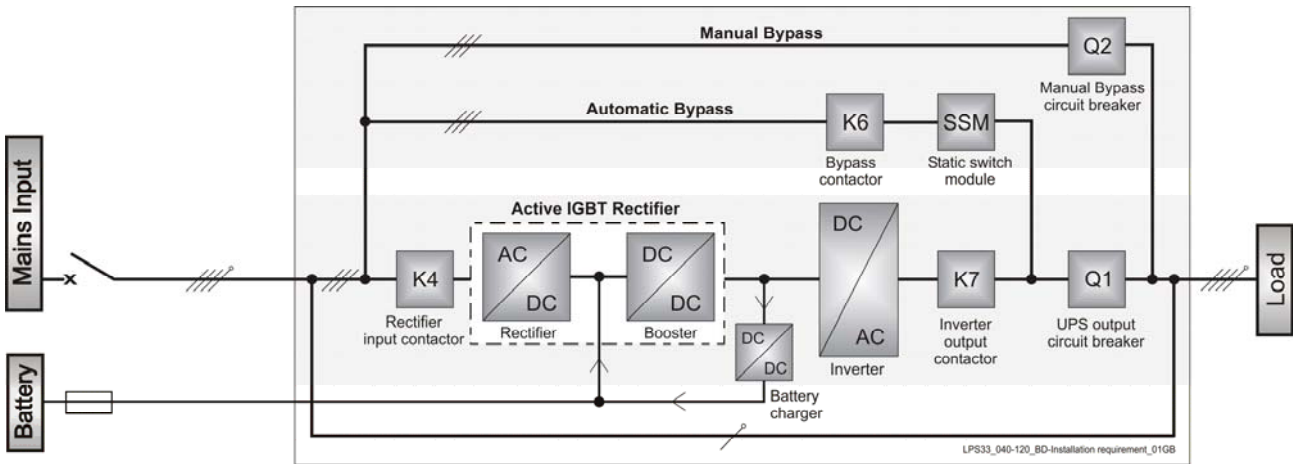 Manual Bypass
Q2
Manual Bypass
circuit breaker
Automatic Bypass
K6
SSM
Bypass
contactor
Static switch
module
Mains Input
Active IGBT Rectifier
K4
AC
DC
DC
DC
DC
AC
K7
Q1
Load
Rectifier
input contactor
Rectifier
Booster
DC
DC
Inverter
Inverter
output
contactor
UPS output
circuit breaker
Battery
Battery
charger
LPS33_040-120_BD-Installation requirement_01GB